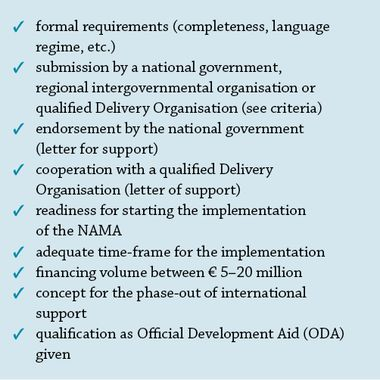 ✓ formal requirements (completeness, language
regime, etc.)
✓ submission by a national government,
regional intergovernmental organisation or
qualified Delivery Organisation (see criteria)
✓ endorsement by the national government
(letter for support)
✓ cooperation with a qualified Delivery
Organisation (letter of support)
✓ readiness for starting the implementation
of the NAMA
✓ adequate time-frame for the implementation
✓ financing volume between € 5–20 million
✓ concept for the phase-out of international
support
✓ qualification as Official Development Aid (ODA)
given